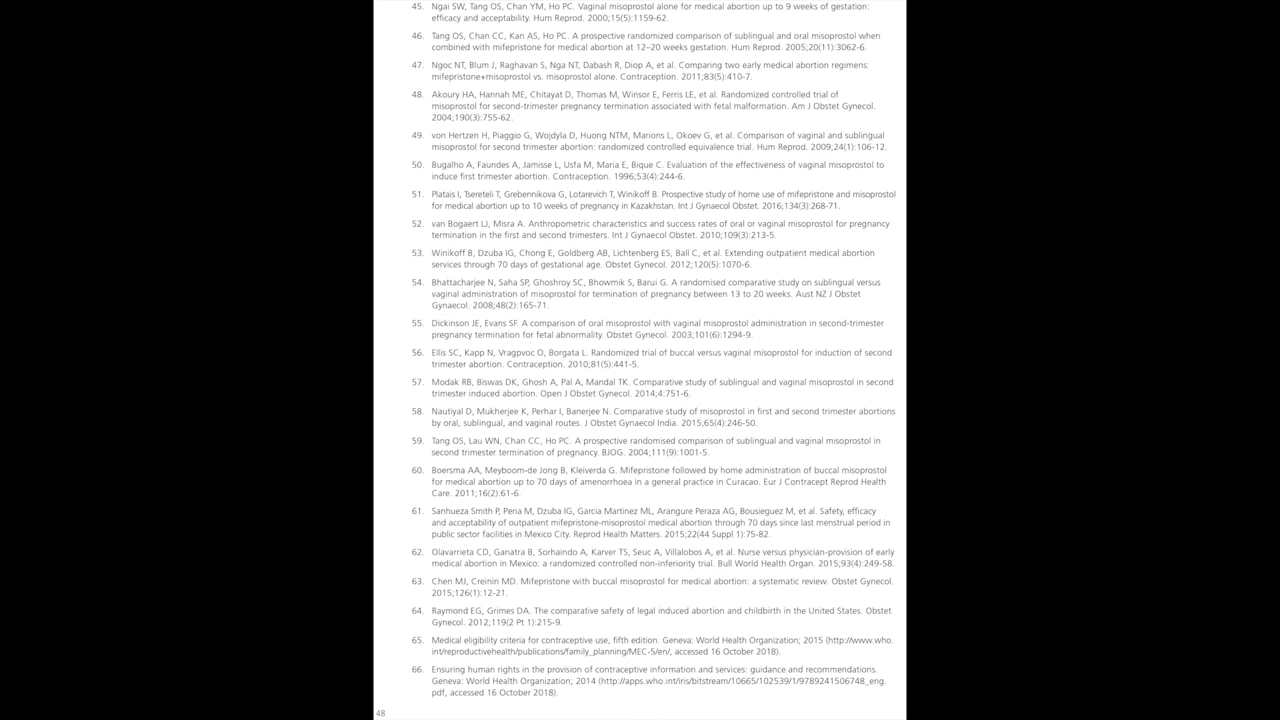 45. Ngai SW, Tang OS, Chan YM, Ho PC. Vaginal misoprostol alone for medical abortion up to 9 weeks of gestation:
efficacy and acceptability. Hum Reprod. 2000;15(5):1159-62.
46. Tang OS, Chan CC, Kan AS, Ho PC. A prospective randomized comparison of sublingual and oral misoprostol when
combined with mifepristone for medical abortion at 12–20 weeks gestation. Hum Reprod. 2005;20(11):3062-6.
47. Ngoc NT, Blum J, Raghavan S, Nga NT, Dabash R, Diop A, et al. Comparing two early medical abortion regimens:
mifepristone+misoprostol vs. misoprostol alone. Contraception. 2011;83(5):410-7.
48. Akoury HA, Hannah ME, Chitayat D, Thomas M, Winsor E, Ferris LE, et al. Randomized controlled trial of
misoprostol for second-trimester pregnancy termination associated with fetal malformation. Am J Obstet Gynecol.
2004;190(3):755-62.
49. von Hertzen H, Piaggio G, Wojdyla D, Huong NTM, Marions L, Okoev G, et al. Comparison of vaginal and sublingual
misoprostol for second trimester abortion: randomized controlled equivalence trial. Hum Reprod. 2009;24(1):106-12.
50. Bugalho A, Faundes A, Jamisse L, Usfa M, Maria E, Bique C. Evaluation of the effectiveness of vaginal misoprostol to
induce first trimester abortion. Contraception. 1996;53(4):244-6.
51. Platais I, Tsereteli T, Grebennikova G, Lotarevich T, Winikoff B. Prospective study of home use of mifepristone and misoprostol
for medical abortion up to 10 weeks of pregnancy in Kazakhstan. Int J Gynaecol Obstet. 2016;134(3):268-71.
52. van Bogaert LJ, Misra A. Anthropometric characteristics and success rates of oral or vaginal misoprostol for pregnancy
termination in the first and second trimesters. Int J Gynaecol Obstet. 2010;109(3):213-5.
53. Winikoff B, Dzuba IG, Chong E, Goldberg AB, Lichtenberg ES, Ball C, et al. Extending outpatient medical abortion
services through 70 days of gestational age. Obstet Gynecol. 2012;120(5):1070-6.
54. Bhattacharjee N, Saha SP, Ghoshroy SC, Bhowmik S, Barui G. A randomised comparative study on sublingual versus
vaginal administration of misoprostol for termination of pregnancy between 13 to 20 weeks. Aust NZ J Obstet
Gynaecol. 2008;48(2):165-71.
55. Dickinson JE, Evans SF. A comparison of oral misoprostol with vaginal misoprostol administration in second-trimester
pregnancy termination for fetal abnormality. Obstet Gynecol. 2003;101(6):1294-9.
56. Ellis SC, Kapp N, Vragpvoc O, Borgata L. Randomized trial of buccal versus vaginal misoprostol for induction of second
trimester abortion. Contraception. 2010;81(5):441-5.
57. Modak RB, Biswas DK, Ghosh A, Pal A, Mandal TK. Comparative study of sublingual and vaginal misoprostol in second
trimester induced abortion. Open J Obstet Gynecol. 2014;4:751-6.
58. Nautiyal D, Mukherjee K, Perhar I, Banerjee N. Comparative study of misoprostol in first and second trimester abortions
by oral, sublingual, and vaginal routes. J Obstet Gynaecol India. 2015;65(4):246-50.
59. Tang OS, Lau WN, Chan CC, Ho PC. A prospective randomised comparison of sublingual and vaginal misoprostol in
second trimester termination of pregnancy. BJOG. 2004;111(9):1001-5.
60. Boersma AA, Meyboom-de Jong B, Kleiverda G. Mifepristone followed by home administration of buccal misoprostol
for medical abortion up to 70 days of amenorrhoea in a general practice in Curacao. Eur J Contracept Reprod Health
Care. 2011;16(2):61-6.
61. Sanhueza Smith P, Pena M, Dzuba IG, Garcia Martinez ML, Arangure Peraza AG, Bousieguez M, et al. Safety, efficacy
and acceptability of outpatient mifepristone-misoprostol medical abortion through 70 days since last menstrual period in
public sector facilities in Mexico City. Reprod Health Matters. 2015;22(44 Suppl 1):75-82.
62. Olavarrieta CD, Ganatra B, Sorhaindo A, Karver TS, Seuc A, Villalobos A, et al. Nurse versus physician-provision of early
medical abortion in Mexico: a randomized controlled non-inferiority trial. Bull World Health Organ. 2015;93(4):249-58.
63. Chen MJ, Creinin MD. Mifepristone with buccal misoprostol for medical abortion: a systematic review. Obstet Gynecol.
2015;126(1):12-21.
64. Raymond EG, Grimes DA. The comparative safety of legal induced abortion and childbirth in the United States. Obstet
Gynecol. 2012;119(2 Pt 1):215-9.
65. Medical eligibility criteria for contraceptive use, fifth edition. Geneva: World Health Organization; 2015 (http://www.who.
int/reproductivehealth/publications/family_planning/MEC-5/en/, accessed 16 October 2018).
66. Ensuring human rights in the provision of contraceptive information and services: guidance and recommendations.
Geneva: World Health Organization; 2014 (http://apps.who.int/iris/bitstream/10665/102539/1/9789241506748_eng.
pdf, accessed 16 October 2018).
48